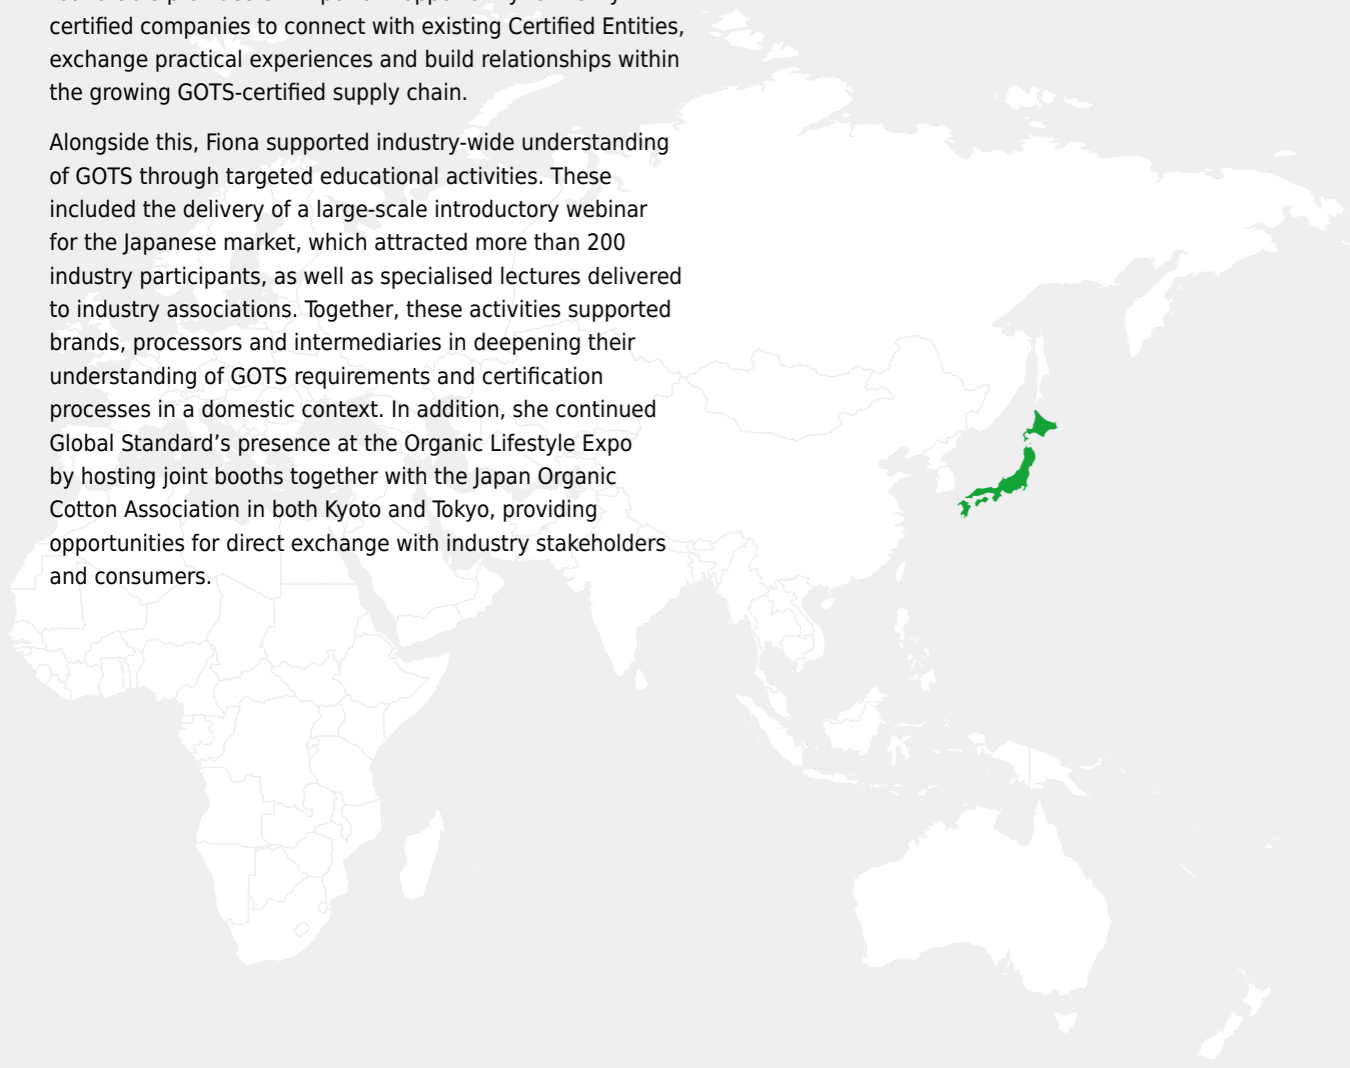 certified companies to connect with existing Certified Entities,
exchange practical experiences and build relationships within
the growing GOTS-certified supply chain.
Alongside this, Fiona supported industry-wide understanding
of GOTS through targeted educational activities. These
included the delivery of a large-scale introductory webinar
for the Japanese market, which attracted more than 200
industry participants, as well as specialised lectures delivered
to industry associations. Together, these activities supported
brands, processors and intermediaries in deepening their
understanding of GOTS requirements and certification
processes in a domestic context. In addition, she continued
Global Standard’s presence at the Organic Lifestyle Expo
by hosting joint booths together with the Japan Organic
Cotton Association in both Kyoto and Tokyo, providing
opportunities for direct exchange with industry stakeholders
and consumers.